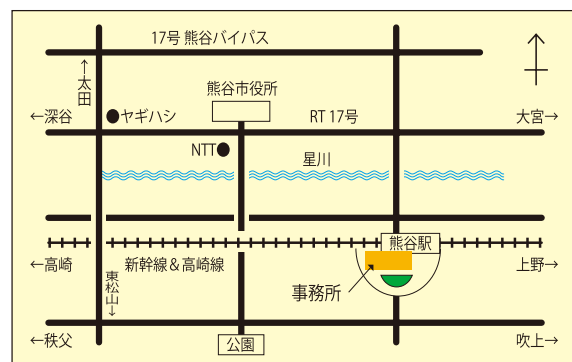 17号 熊谷バイパス
←太田
熊谷市役所
←深谷
ヤギハシ
RT 17号
大宮→
NTT
星川
熊谷駅
←高崎
新幹線＆高崎線
上野→
東松山→
事務所
←秩父
公園
吹上→